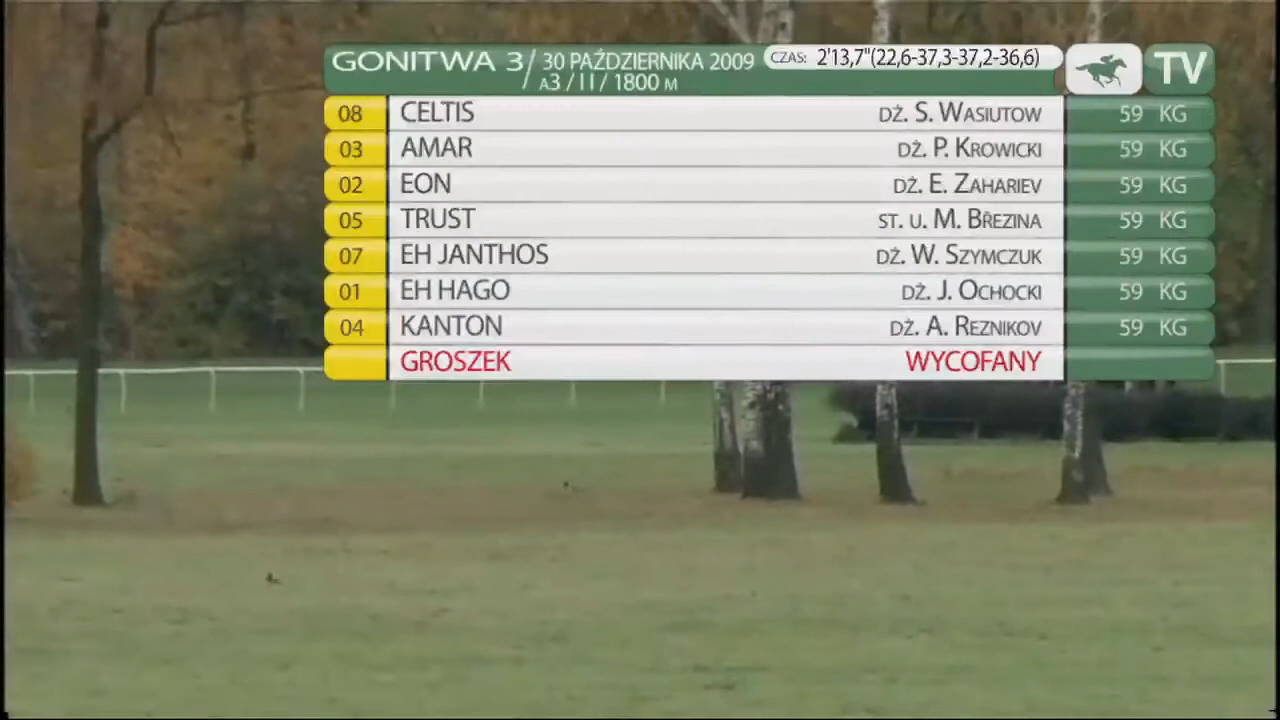 GONITWA 3/ 30 PAŹDZIERNIKA 2009 CZAS: 2'13,7"(22,6-37,3-37,2-36,6) TV
A3 / II / 1800 M
08 CELTIS DŻ. S. WASIUTOW 59 KG
03 AMAR DŻ. P. KROWICKI 59 KG
02 EON DŻ. E. ZAHARIEV 59 KG
05 TRUST ST. U. M. BŘEZINA 59 KG
07 EH JANTHOS DŻ. W. SZYMCZUK 59 KG
01 EH HAGO DŻ. J. OCHOCKI 59 KG
04 KANTON DŻ. A. REZNIKOV 59 KG
GROSZEK WYCOFANY